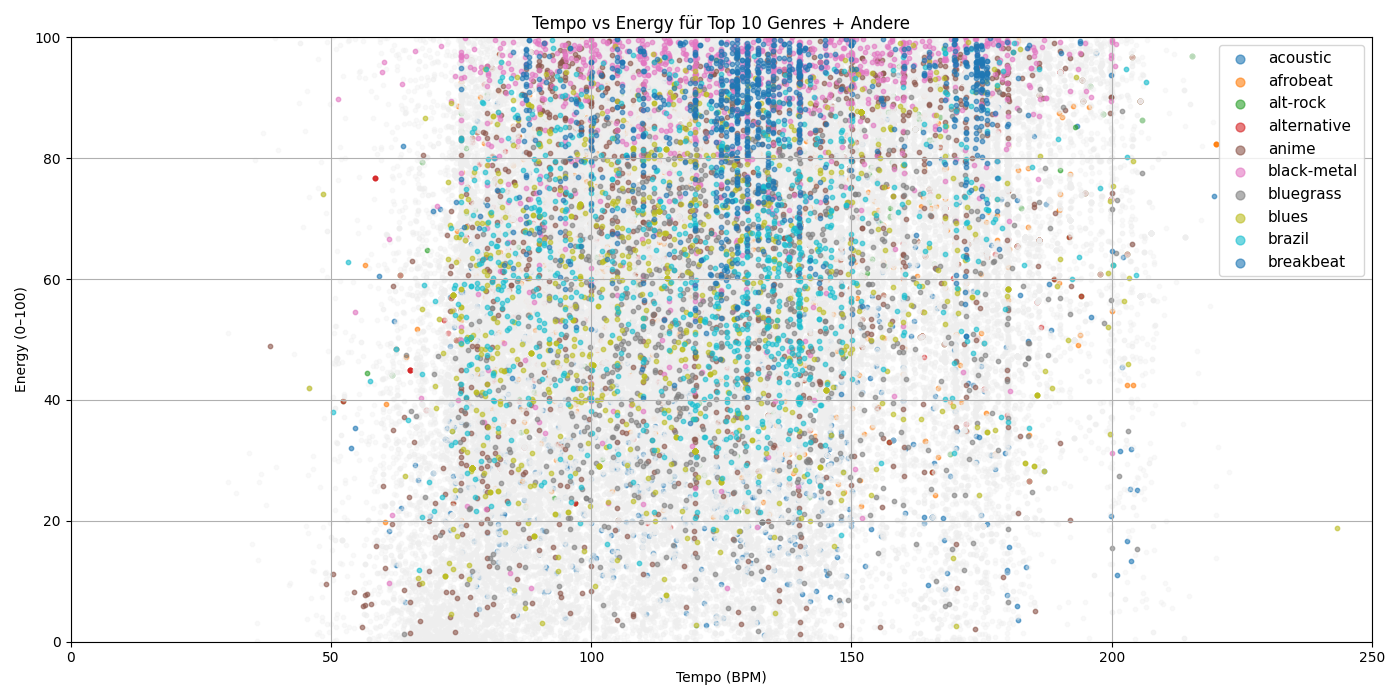 Tempo vs Energy für Top 10 Genres + Andere
Energy (0–100)
100
80
60
40
20
0
0 50 100 150 200 250
Tempo (BPM)
acoustic
afrobeat
alt-rock
alternative
anime
black-metal
bluegrass
blues
brazil
breakbeat